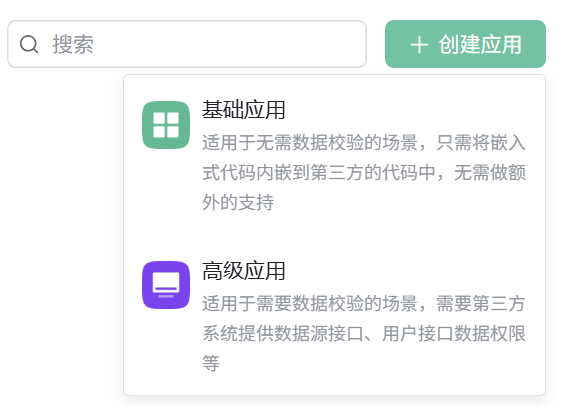 搜索
创建应用
基础应用
适用于无需数据校验的场景，只需将嵌入
式代码内嵌到第三方的代码中，无需做额
外的支持
高级应用
适用于需要数据校验的场景，需要第三方
系统提供数据源接口、用户接口数据权限
等